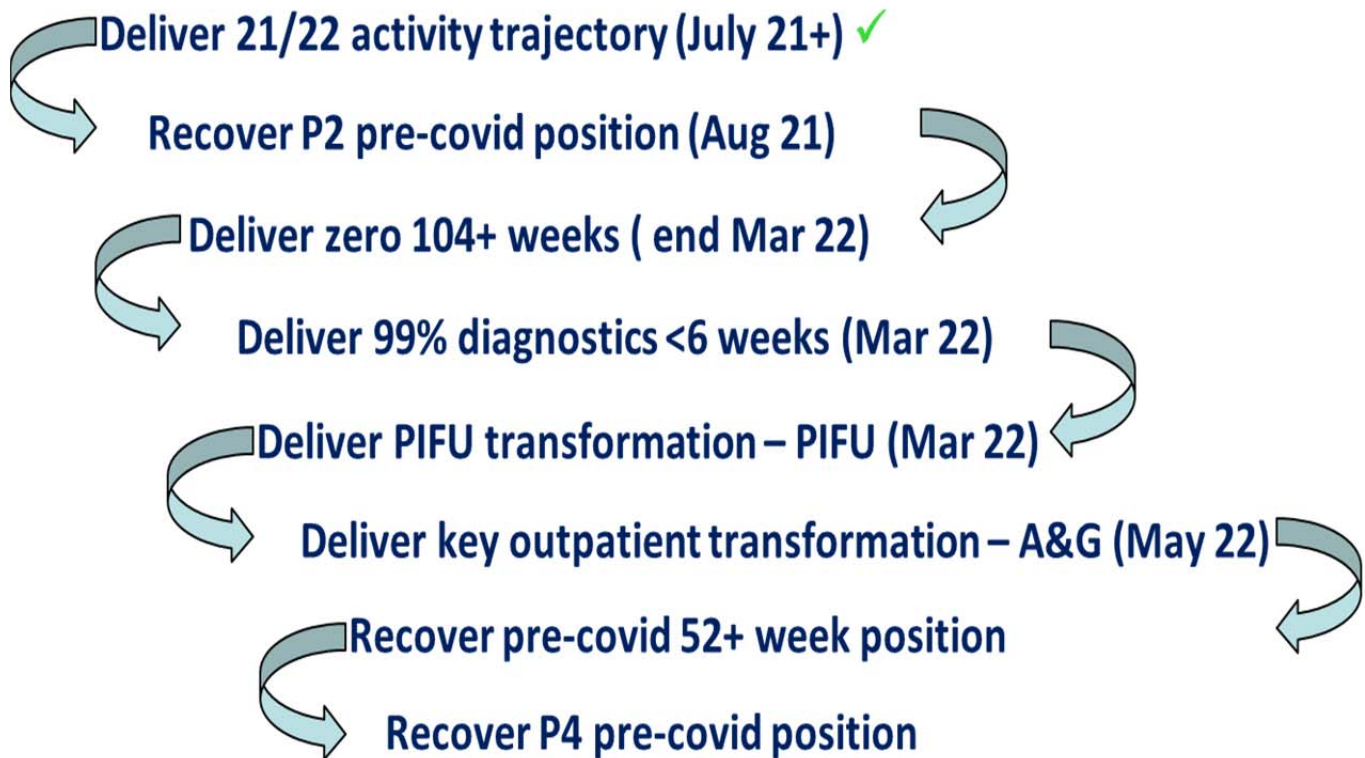 Deliver 21/22 activity trajectory (July 21+) ✓
Recover P2 pre-covid position (Aug 21)
Deliver zero 104+ weeks ( end Mar 22)
Deliver 99% diagnostics <6 weeks (Mar 22)
Deliver PIFU transformation – PIFU (Mar 22)
Deliver key outpatient transformation – A&G (May 22)
Recover pre-covid 52+ week position
Recover P4 pre-covid position